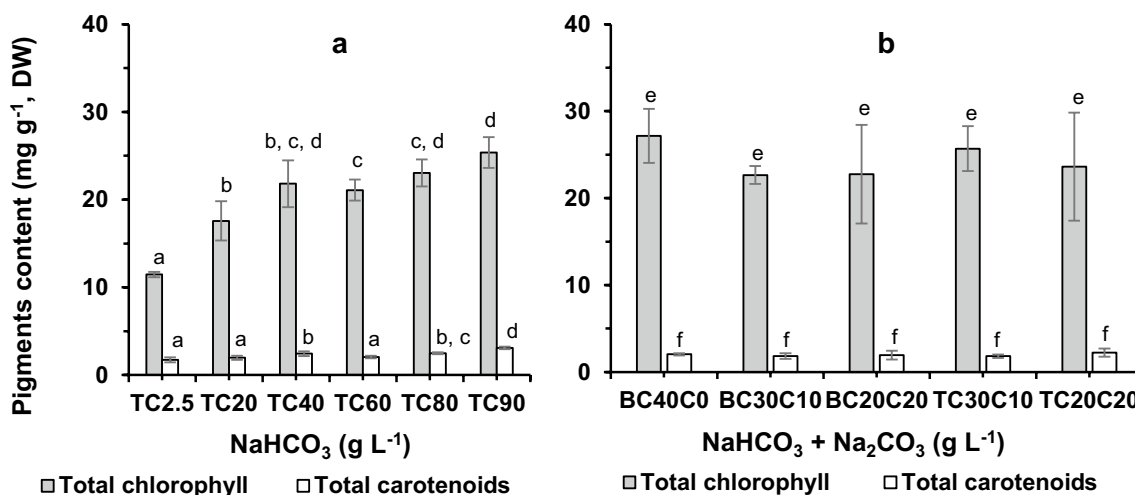 Pigments content (mg g⁻¹, DW)
a
40
30
20
10
0
a
a
b
a
b, c, d
b
c
a
c, d
b, c
d
d
TC2.5 TC20 TC40 TC60 TC80 TC90
NaHCO₃ (g L⁻¹)
Total chlorophyll Total carotenoids
b
40
30
20
10
0
e
f
e
f
e
f
e
f
e
f
BC40C0 BC30C10 BC20C20 TC30C10 TC20C20
NaHCO₃ + Na₂CO₃ (g L⁻¹)
Total chlorophyll Total carotenoids